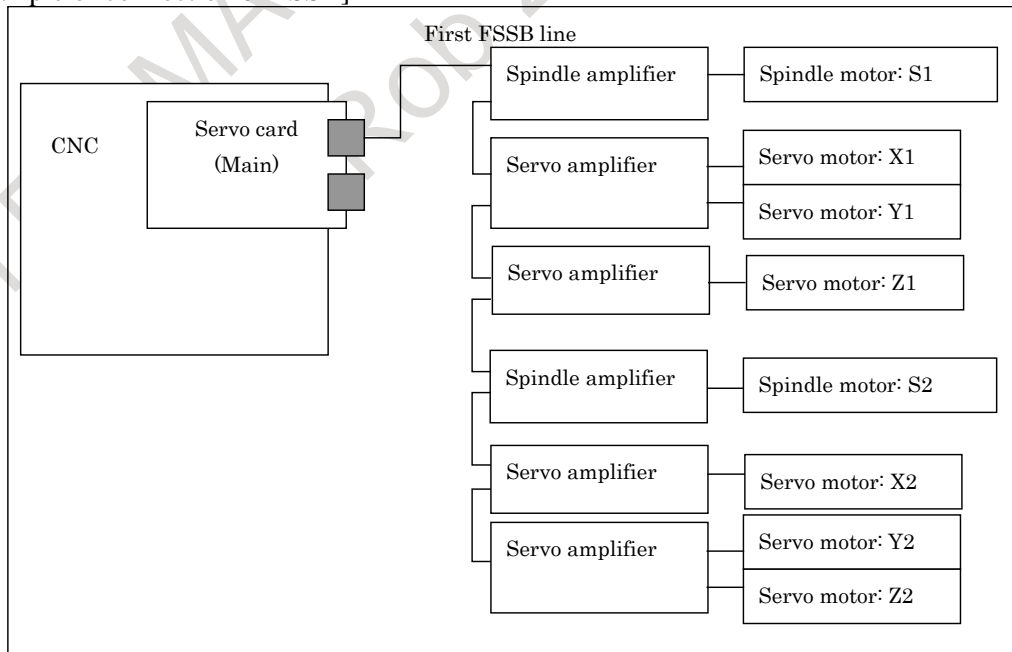 First FSSB line
CNC
Servo card
(Main)
Spindle amplifier
Spindle motor: S1
Servo amplifier
Servo motor: X1
Servo motor: Y1
Servo amplifier
Servo motor: Z1
Spindle amplifier
Spindle motor: S2
Servo amplifier
Servo motor: X2
Servo amplifier
Servo motor: Y2
Servo motor: Z2